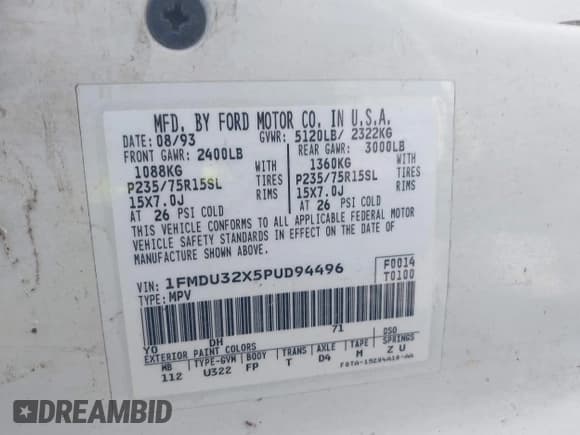 MFD. BY FORD MOTOR CO. IN U.S.A.
DATE: 08/93 GVWR: 5120LB/ 2322KG
FRONT GAWR: 2400LB REAR GAWR: 3000LB
1088KG WITH 1360KG WITH
P235/75R15SL TIRES P235/75R15SL TIRES
15X7.0J RIMS 15X7.0J RIMS
AT 26 PSI COLD AT 26 PSI COLD
THIS VEHICLE CONFORMS TO ALL APPLICABLE FEDERAL MOTOR
VEHICLE SAFETY STANDARDS IN EFFECT ON THE DATE OF
MANUFACTURE SHOWN ABOVE.
VIN: 1FMDU32X5PUD94496 F0014
TYPE: MPV T0100
YO DH 71
EXTERIOR PAINT COLORS DSO
WB TYPE-GVW BODY TRANS AXLE TAPE SPRINGS
112 U322 FP T D4 M Z U
DREAMBID